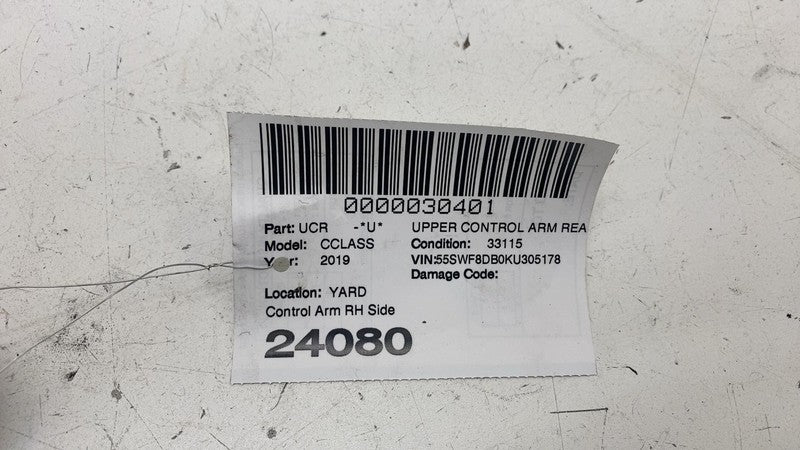 0000030401
Part: UCR -*U* UPPER CONTROL ARM REA
Model: CCLASS Condition: 33115
Year: 2019 VIN:55SWF8DB0KU305178
Damage Code:
Location: YARD
Control Arm RH Side
24080